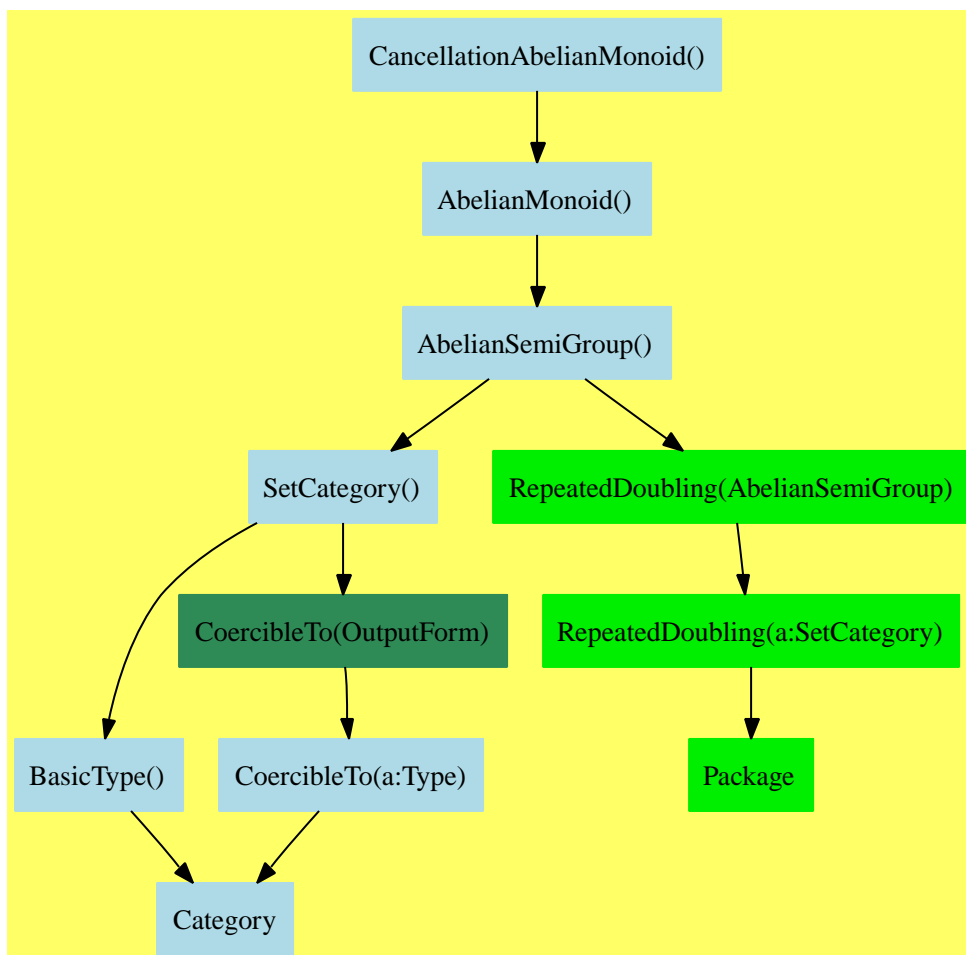 CancellationAbelianMonoid()
AbelianMonoid()
AbelianSemiGroup()
SetCategory()
RepeatedDoubling(AbelianSemiGroup)
CoercibleTo(OutputForm)
RepeatedDoubling(a:SetCategory)
BasicType()
CoercibleTo(a:Type)
Package
Category